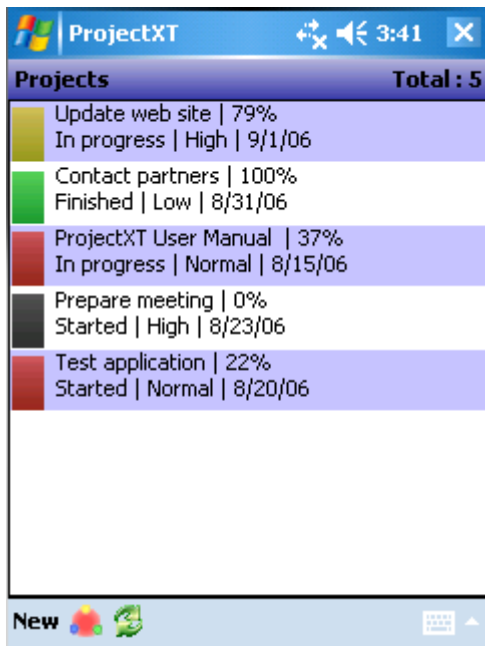 ProjectXT 3:41
Projects Total : 5
Update web site | 79%
In progress | High | 9/1/06
Contact partners | 100%
Finished | Low | 8/31/06
ProjectXT User Manual | 37%
In progress | Normal | 8/15/06
Prepare meeting | 0%
Started | High | 8/23/06
Test application | 22%
Started | Normal | 8/20/06
New